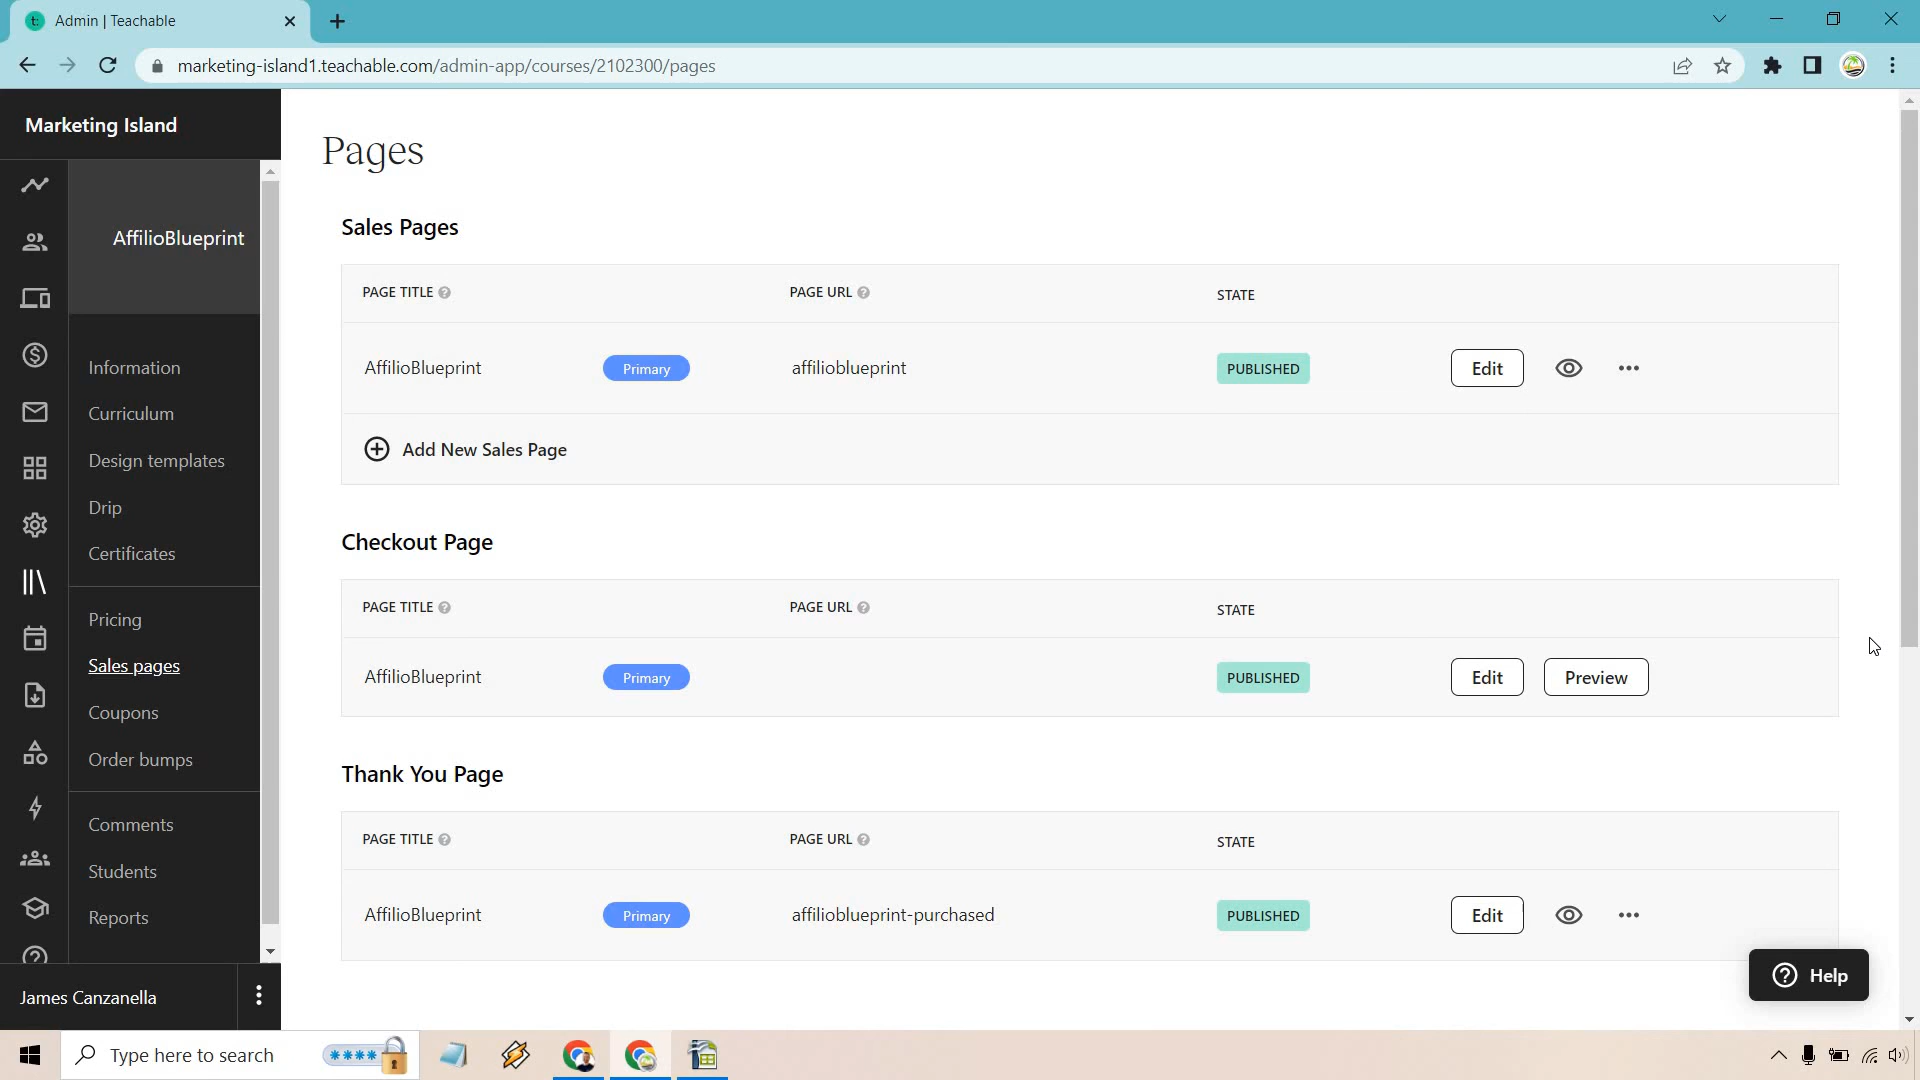 Admin | Teachable
marketing-island1.teachable.com/admin-app/courses/2102300/pages
Marketing Island
AffilioBlueprint
Information
Curriculum
Design templates
Drip
Certificates
Pricing
Sales pages
Coupons
Order bumps
Comments
Students
Reports
James Canzanella
Pages
Sales Pages
PAGE TITLE PAGE URL STATE
AffilioBlueprint Primary affilioblueprint PUBLISHED Edit
Add New Sales Page
Checkout Page
PAGE TITLE PAGE URL STATE
AffilioBlueprint Primary PUBLISHED Edit Preview
Thank You Page
PAGE TITLE PAGE URL STATE
AffilioBlueprint Primary affilioblueprint-purchased PUBLISHED Edit
Help
Type here to search